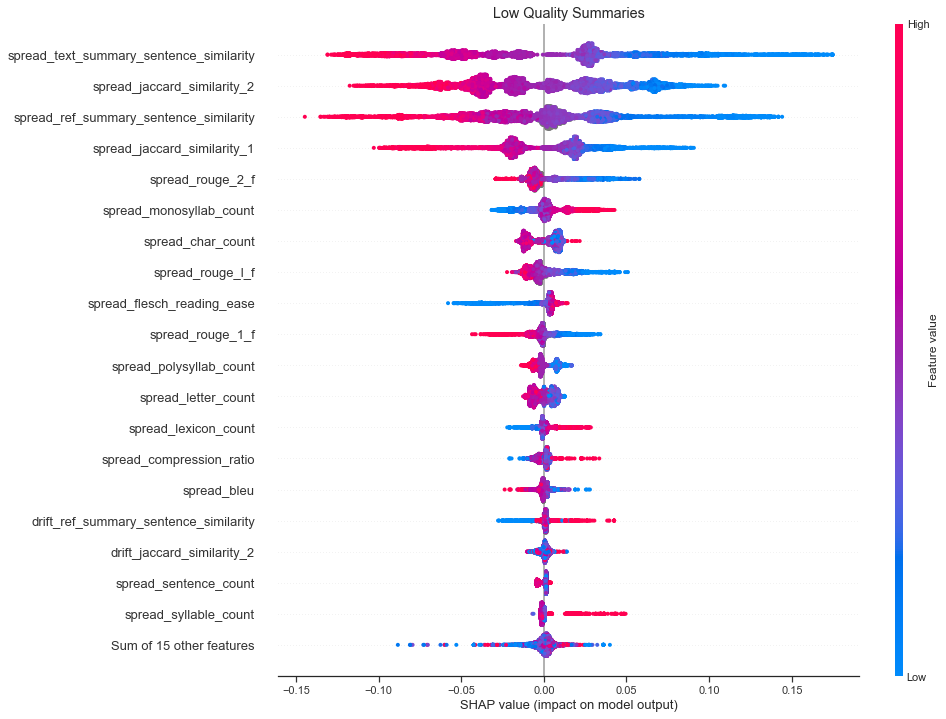 Low Quality Summaries
High
spread_text_summary_sentence_similarity
spread_jaccard_similarity_2
spread_ref_summary_sentence_similarity
spread_jaccard_similarity_1
spread_rouge_2_f
spread_monosyllab_count
spread_char_count
spread_rouge_l_f
spread_flesch_reading_ease
spread_rouge_1_f
spread_polysyllab_count
spread_letter_count
spread_lexicon_count
spread_compression_ratio
spread_bleu
drift_ref_summary_sentence_similarity
drift_jaccard_similarity_2
spread_sentence_count
spread_syllable_count
Sum of 15 other features
Feature value
Low
−0.15 −0.10 −0.05 0.00 0.05 0.10 0.15
SHAP value (impact on model output)